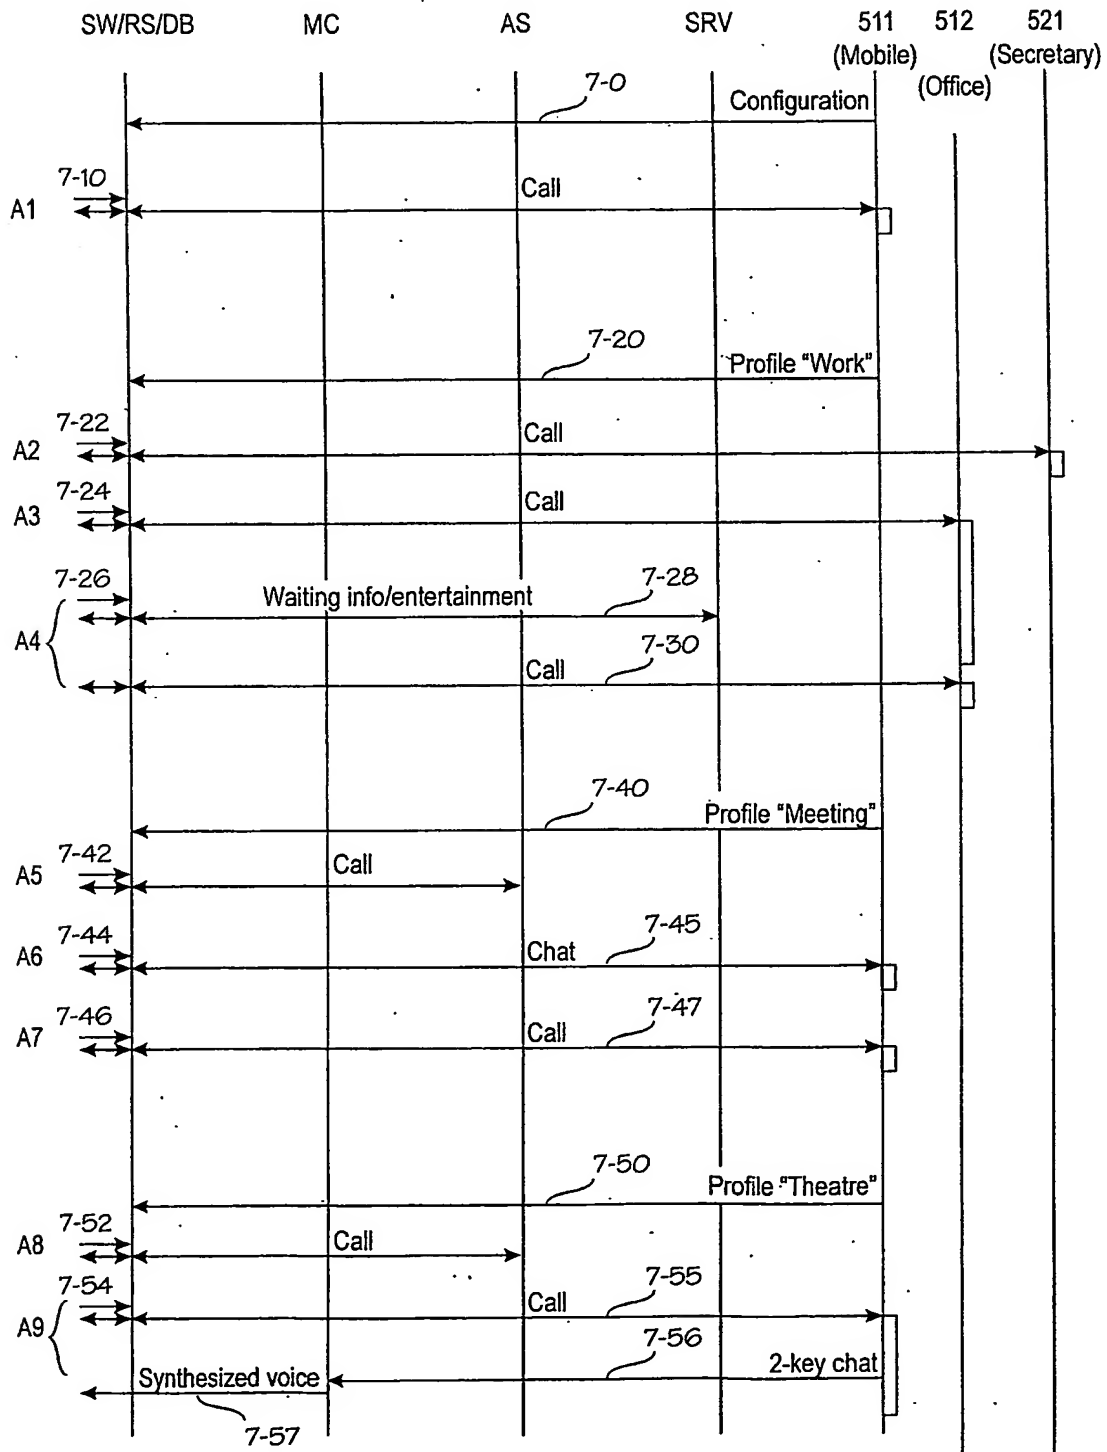 SW/RS/DB MC AS SRV 511 512 521
(Mobile) (Secretary)
(Office)
7-0
Configuration
7-10
Call
A1
7-20
Profile "Work"
7-22
Call
A2
7-24
Call
A3
7-26
7-28
Waiting info/entertainment
A4
7-30
Call
7-40
Profile "Meeting"
7-42
Call
A5
7-44
7-45
Chat
A6
7-46
7-47
Call
A7
7-50
Profile "Theatre"
7-52
Call
A8
7-54
7-55
Call
A9
7-56
2-key chat
Synthesized voice
7-57